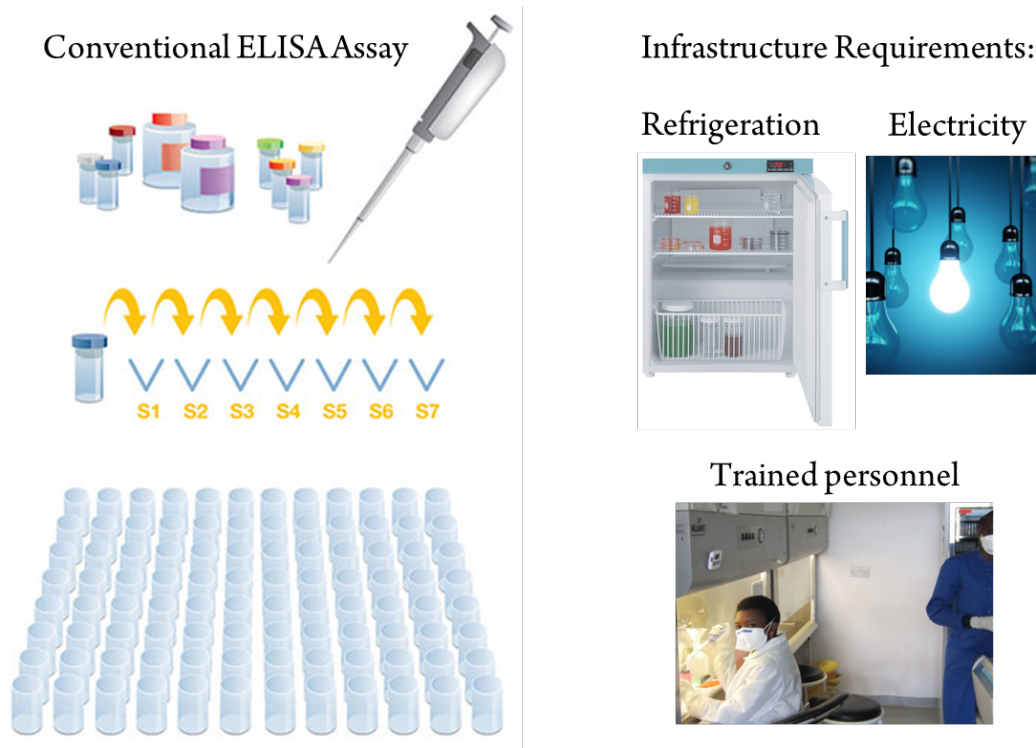 Conventional ELISA Assay
S1 S2 S3 S4 S5 S6 S7
Infrastructure Requirements:
Refrigeration
Electricity
Trained personnel